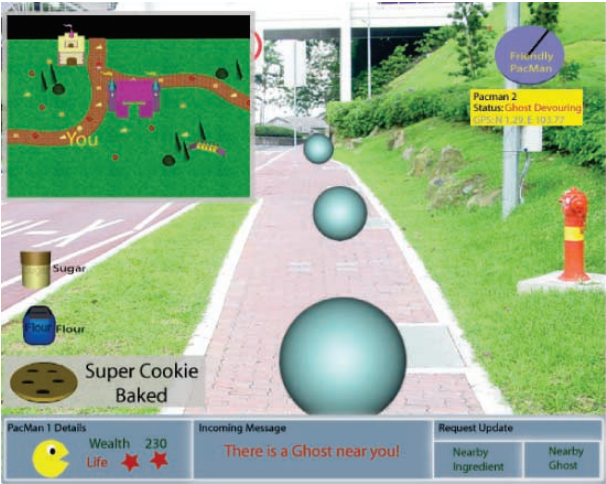 You
Friendly
PacMan
Pacman 2
Status: Ghost Devouring
GPS: N 1.29, E 103.72
Sugar
Flour
Flour
Super Cookie
Baked
PacMan 1 Details
Wealth 230
Life
Incoming Message
There is a Ghost near you!
Request Update
Nearby
Ingredient
Nearby
Ghost